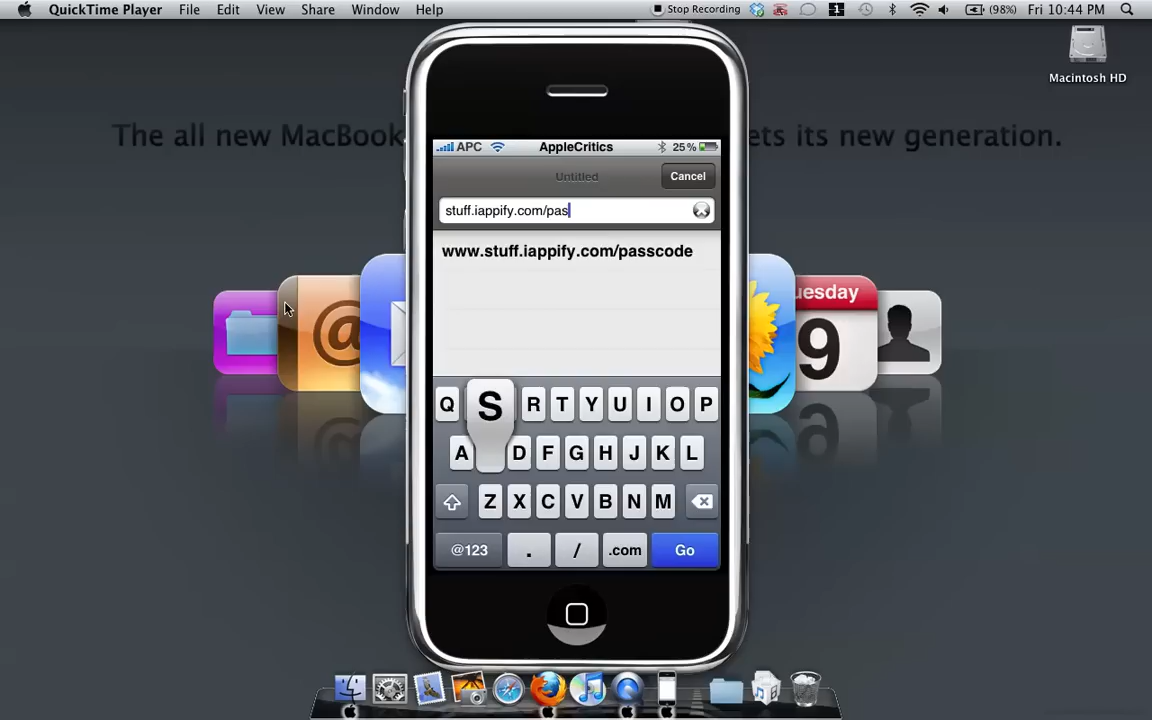 QuickTime Player File Edit View Share Window Help Stop Recording 1 (98%) Fri 10:44 PM
Macintosh HD
The all new MacBook ets its new generation.
APC AppleCritics 25%
Untitled Cancel
stuff.iappify.com/pas
www.stuff.iappify.com/passcode
@ uesday
9
Q S R T Y U I O P
A D F G H J K L
Z X C V B N M
@123 . / .com Go